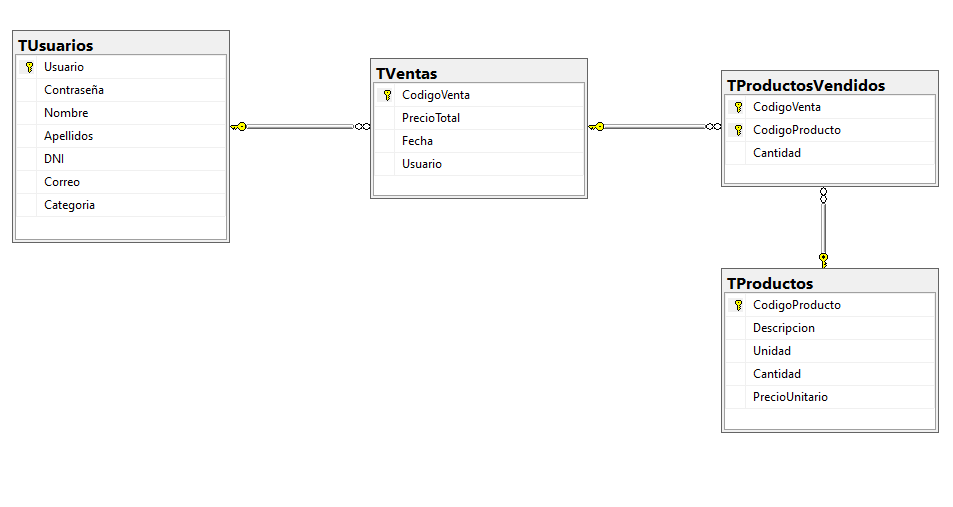 TUsuarios
Usuario
Contraseña
Nombre
Apellidos
DNI
Correo
Categoria
TVentas
CodigoVenta
PrecioTotal
Fecha
Usuario
TProductosVendidos
CodigoVenta
CodigoProducto
Cantidad
TProductos
CodigoProducto
Descripcion
Unidad
Cantidad
PrecioUnitario